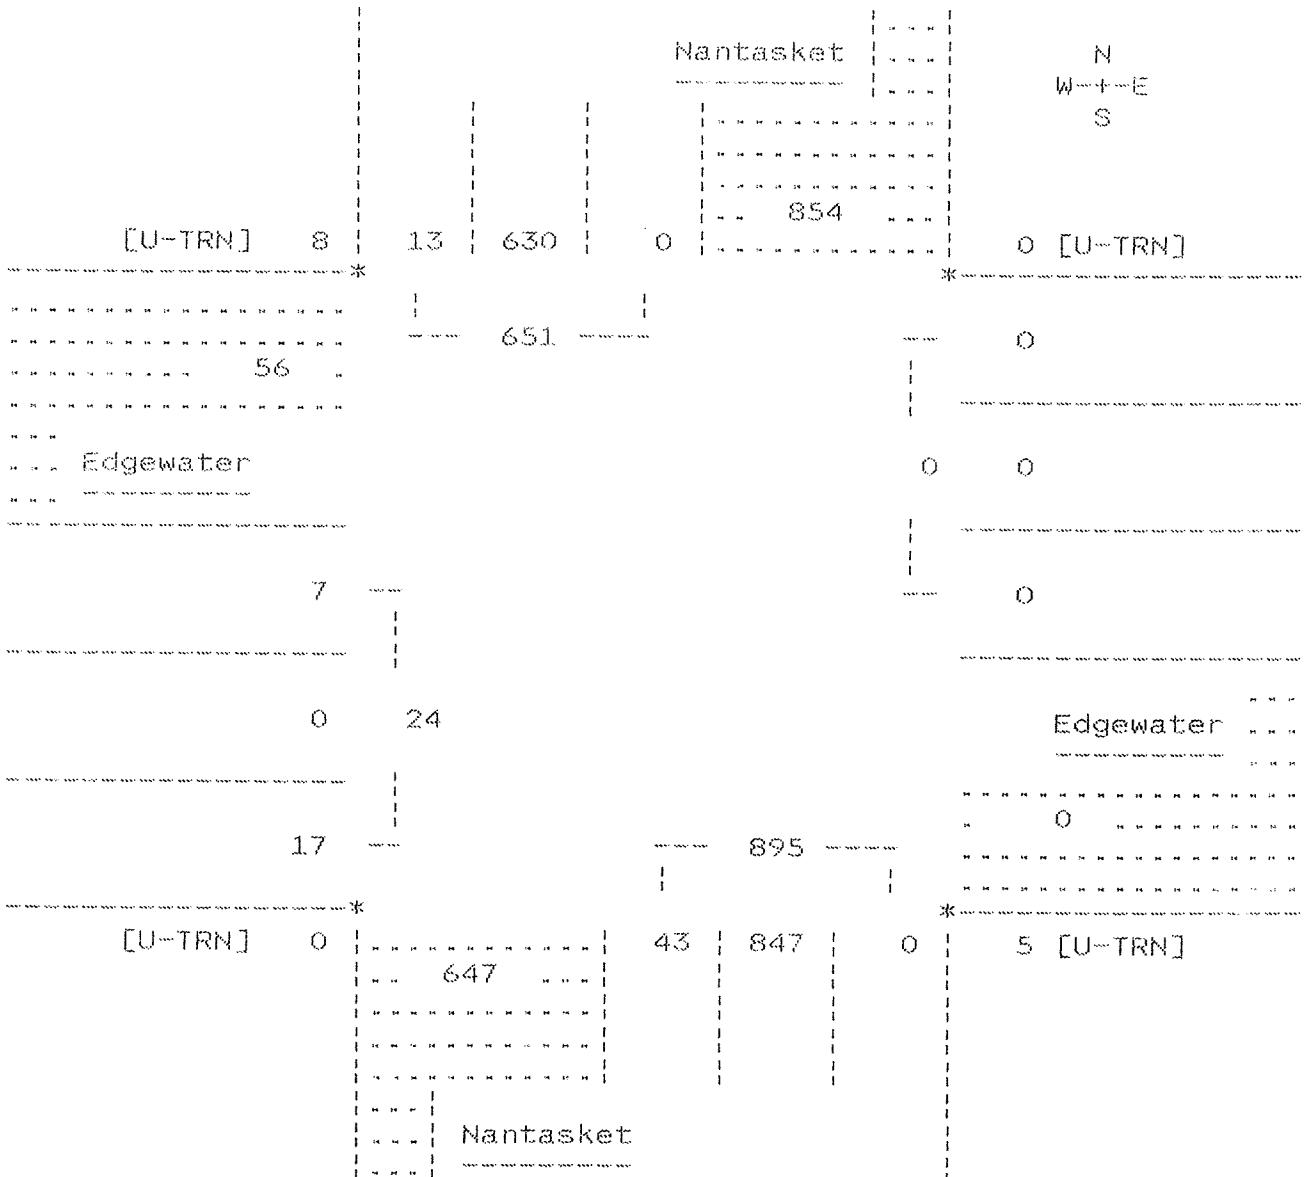 Nantasket
N
W-+-E
S
854
[U-TRN] 8 13 630 0 0 [U-TRN]
651 0
56
Edgewater 0 0
7 0
0 24 Edgewater
0
17 895
[U-TRN] 0 43 847 0 5 [U-TRN]
647
Nantasket